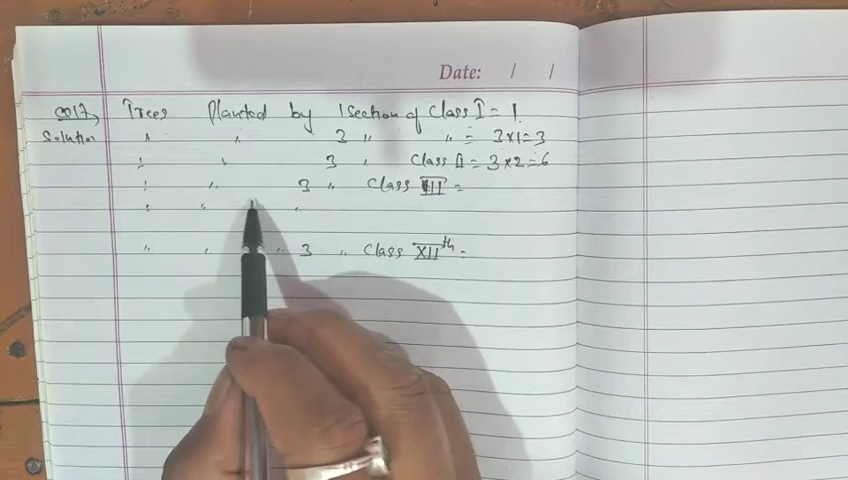 Date: / /
Q17, Trees Planted by 1 Section of Class I = 1
Solution " " 3 " " = 3×1=3
" " 3 " Class II = 3×2=6
" " 3 " Class III =
" " "
" " " 3 " Class XIIth =